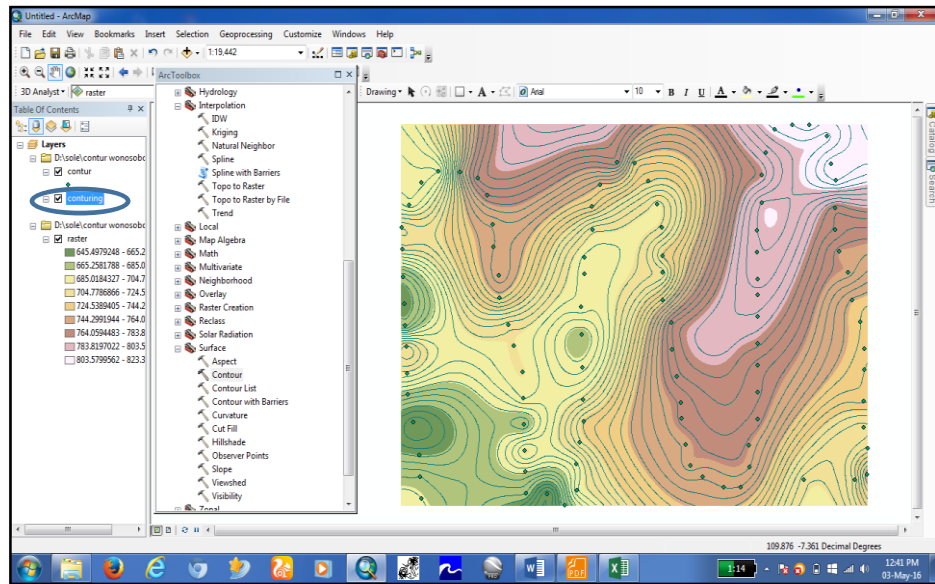 Untitled - ArcMap
File Edit View Bookmarks Insert Selection Geoprocessing Customize Windows Help
1:19,442
ArcToolbox
3D Analyst raster
Drawing A Arial 10 B I U A
Table Of Contents
Layers
D:\sole\contur wonosobo
contur
conturing
D:\sole\contur wonosobo
raster
645.4979248 - 665.2
665.2581788 - 685.0
685.0184327 - 704.7
704.7786866 - 724.5
724.5389405 - 744.2
744.2991944 - 764.0
764.0594483 - 783.8
783.8197022 - 803.5
803.5799562 - 823.3
Hydrology
Interpolation
IDW
Kriging
Natural Neighbor
Spline
Spline with Barriers
Topo to Raster
Topo to Raster by File
Trend
Local
Map Algebra
Math
Multivariate
Neighborhood
Overlay
Raster Creation
Reclass
Solar Radiation
Surface
Aspect
Contour
Contour List
Contour with Barriers
Curvature
Cut Fill
Hillshade
Observer Points
Slope
Viewshed
Visibility
Zonal
Catalog
Search
109.876 -7.361 Decimal Degrees
1:14
12:41 PM
03-May-16